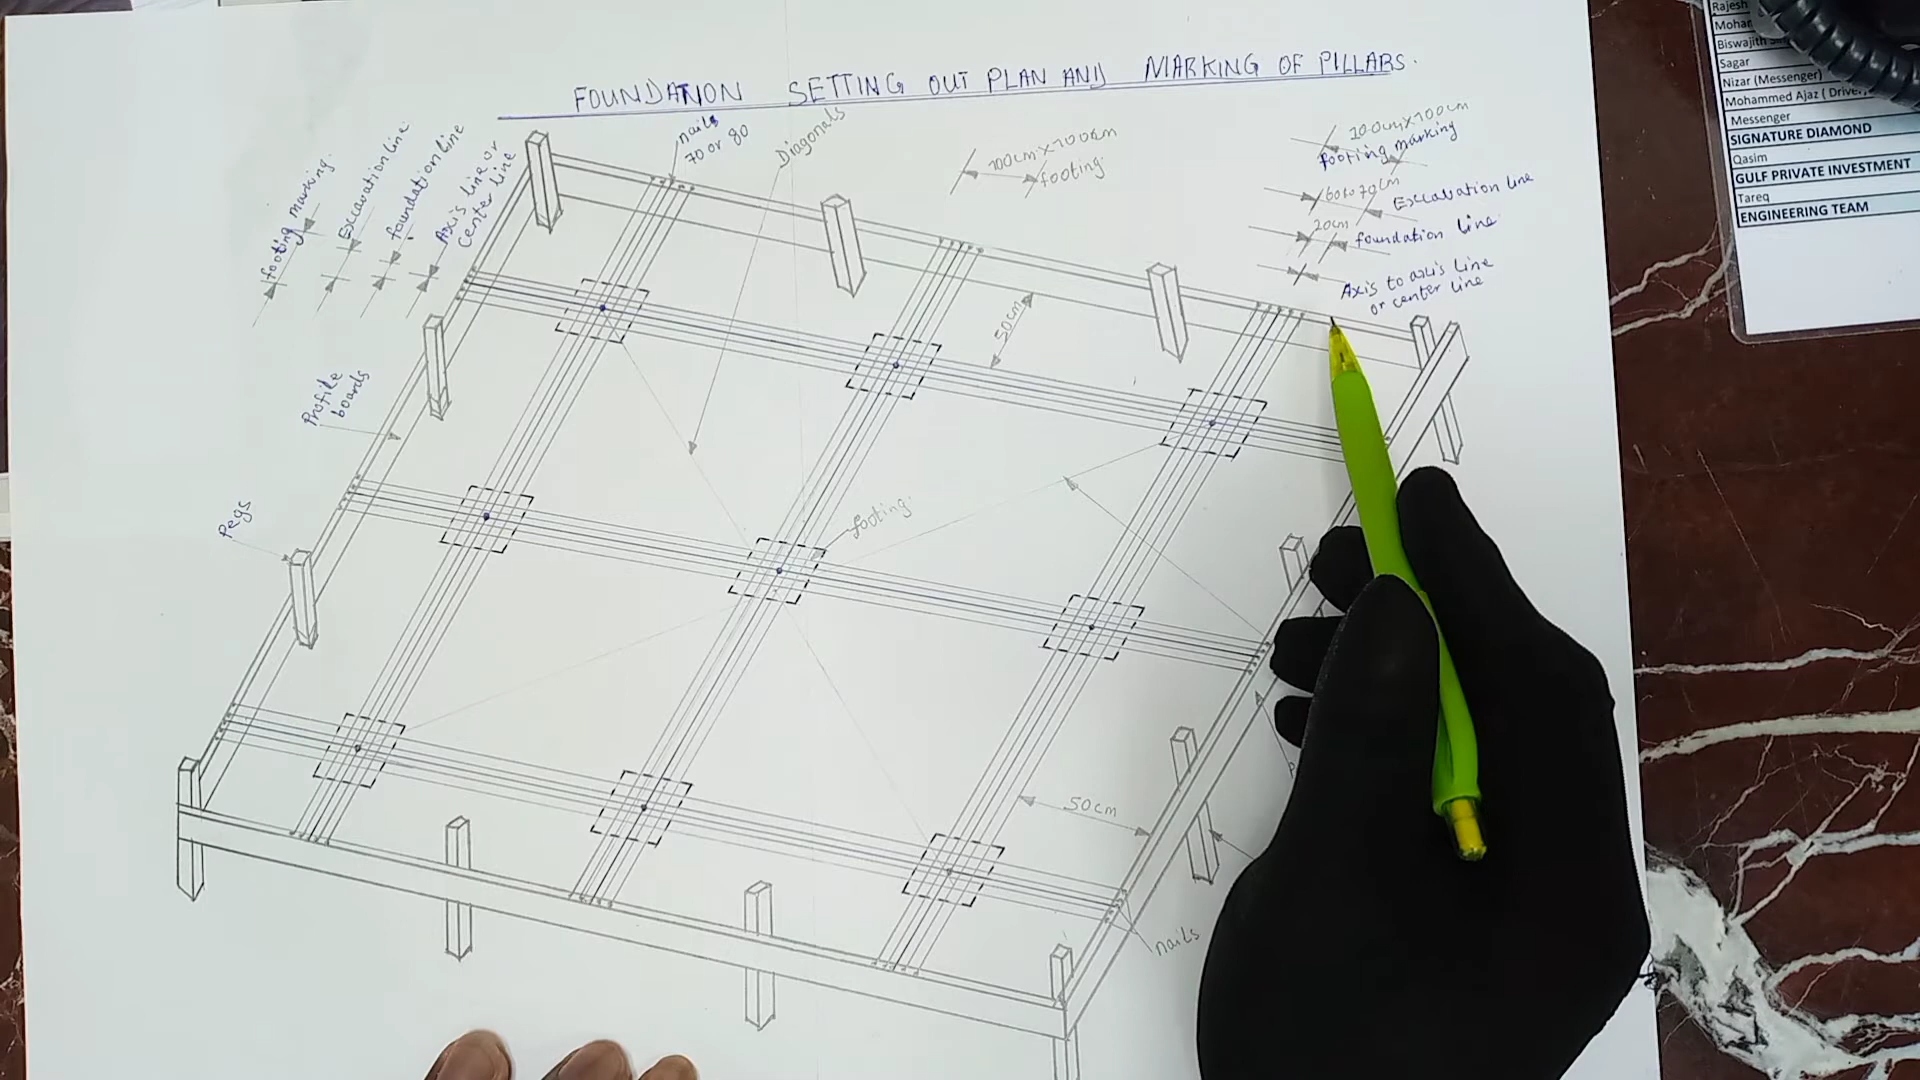 FOUNDATION SETTING OUT PLAN AND MARKING OF PILLARS.
footing marking.
Excavation line
foundation line
Axis line or
center line
nails
70 or 80
Diagonals
100cm x 100cm
footing
100cm x 100cm
footing marking
60 to 70cm
Excavation line
20cm
foundation line
Axis to axis line
or center line
50cm
Profile
boards
Pegs
footing.
50cm
nails
Rajesh
Mohar
Biswajith
Sagar
Nizar (Messenger)
Mohammed Ajaz ( Driver
Messenger
SIGNATURE DIAMOND
Qasim
GULF PRIVATE INVESTMENT
Tareq
ENGINEERING TEAM